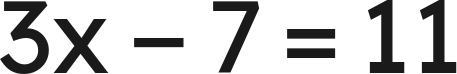 3x − 7 = 11